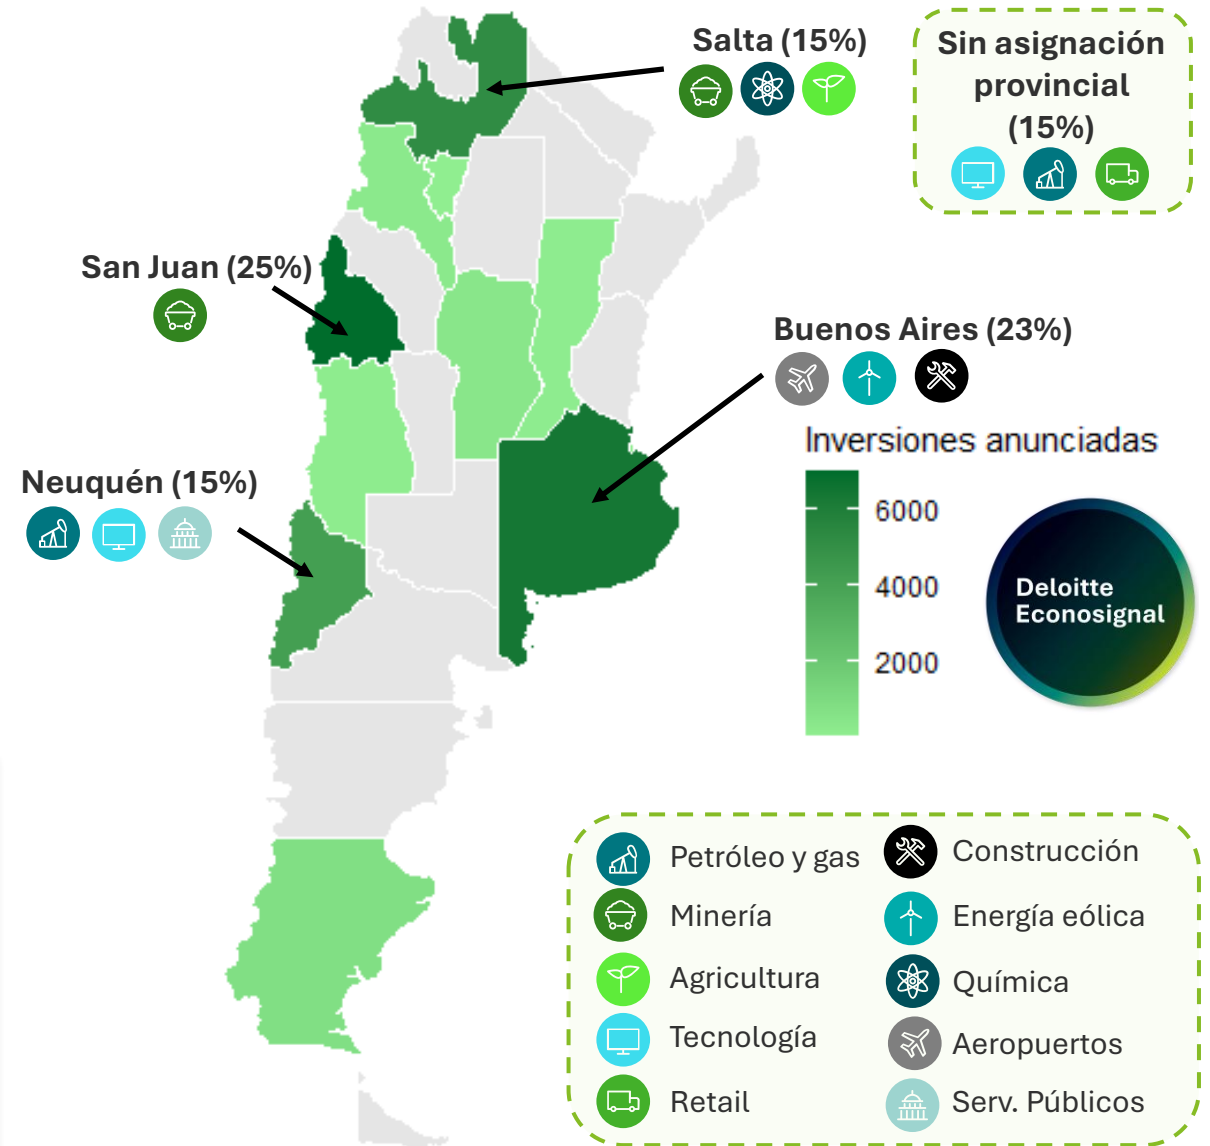 Salta (15%)
Sin asignación
provincial
(15%)
San Juan (25%)
Buenos Aires (23%)
Inversiones anunciadas
6000
4000
2000
Neuquén (15%)
Deloitte
Econosignal
Petróleo y gas
Minería
Agricultura
Tecnología
Retail
Construcción
Energía eólica
Química
Aeropuertos
Serv. Públicos